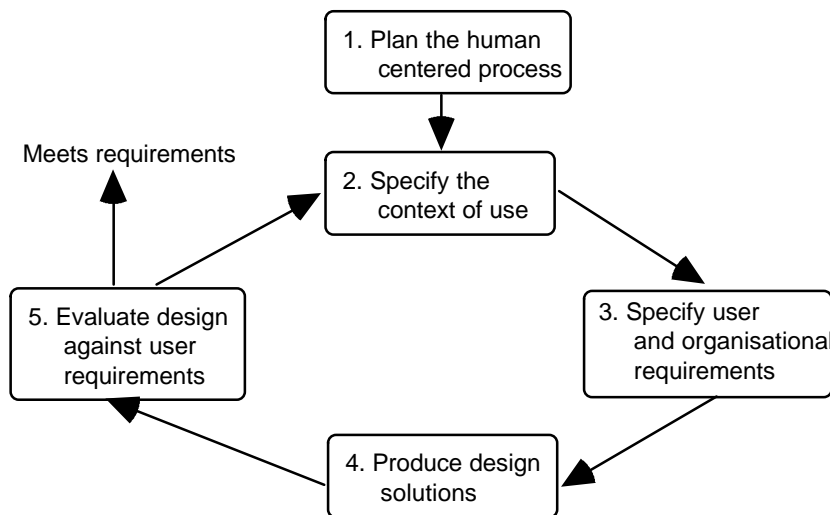 1. Plan the human
centered process
Meets requirements
2. Specify the
context of use
5. Evaluate design
against user
requirements
3. Specify user
and organisational
requirements
4. Produce design
solutions